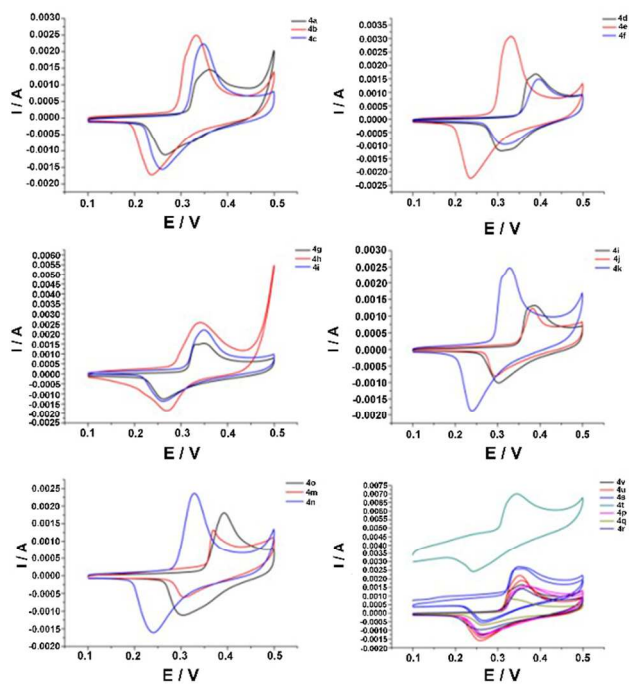 4a
4b
4c
0.0030
0.0025
0.0020
0.0015
0.0010
0.0005
0.0000
-0.0005
-0.0010
-0.0015
-0.0020
I / A
0.1 0.2 0.3 0.4 0.5
E / V
4d
4e
4f
0.0035
0.0030
0.0025
0.0020
0.0015
0.0010
0.0005
0.0000
-0.0005
-0.0010
-0.0015
-0.0020
-0.0025
I / A
0.1 0.2 0.3 0.4 0.5
E / V
4g
4h
4i
0.0060
0.0055
0.0050
0.0045
0.0040
0.0035
0.0030
0.0025
0.0020
0.0015
0.0010
0.0005
0.0000
-0.0005
-0.0010
-0.0015
-0.0020
-0.0025
I / A
0.1 0.2 0.3 0.4 0.5
E / V
4j
4k
0.0030
0.0025
0.0020
0.0015
0.0010
0.0005
0.0000
-0.0005
-0.0010
-0.0015
-0.0020
I / A
0.1 0.2 0.3 0.4 0.5
E / V
4o
4m
4n
0.0025
0.0020
0.0015
0.0010
0.0005
0.0000
-0.0005
-0.0010
-0.0015
-0.0020
I / A
0.1 0.2 0.3 0.4 0.5
E / V
4v
4u
4s
4t
4p
4q
4r
0.0075
0.0070
0.0065
0.0060
0.0055
0.0050
0.0045
0.0040
0.0035
0.0030
0.0025
0.0020
0.0015
0.0010
0.0005
0.0000
-0.0005
-0.0010
-0.0015
-0.0020
I / A
0.1 0.2 0.3 0.4 0.5
E / V